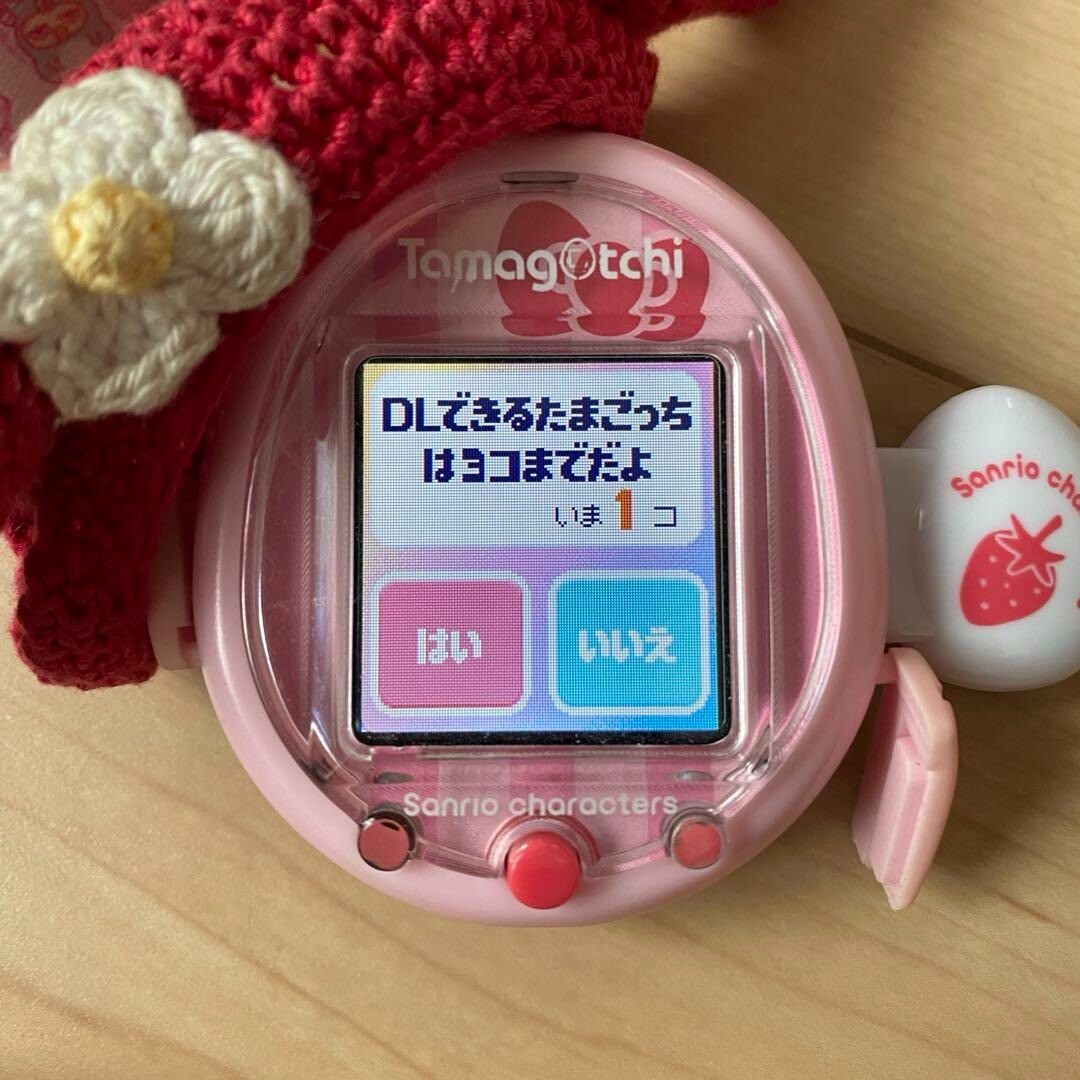 Tamagotchi
DLできるたまごっち
は3コまでだよ
いま 1 コ
はい
いいえ
Sanrio characters
Sanrio cha